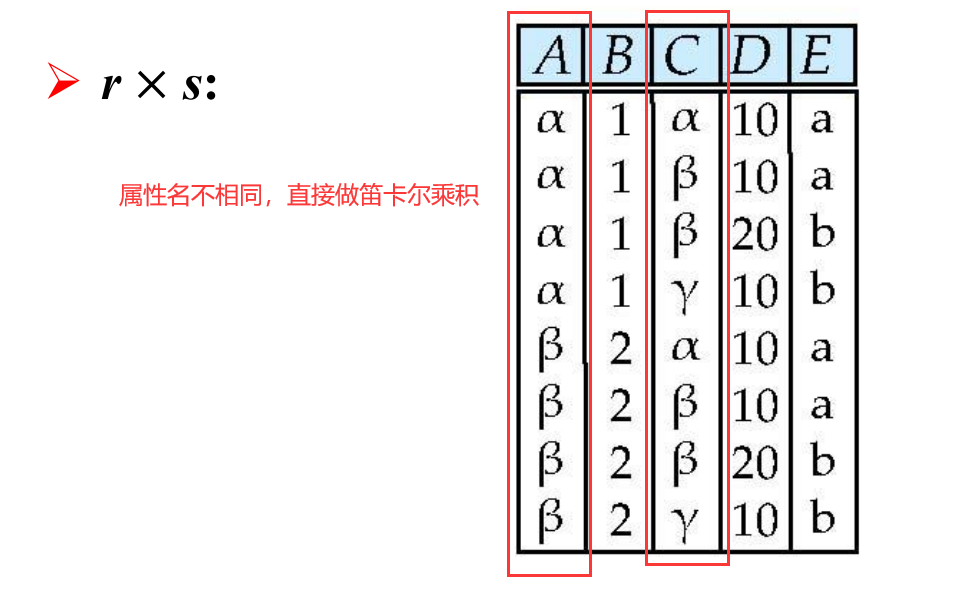 ➢ r × s:
属性名不相同，直接做笛卡尔乘积
A B C D E
α 1 α 10 a
α 1 β 10 a
α 1 β 20 b
α 1 γ 10 b
β 2 α 10 a
β 2 β 10 a
β 2 β 20 b
β 2 γ 10 b